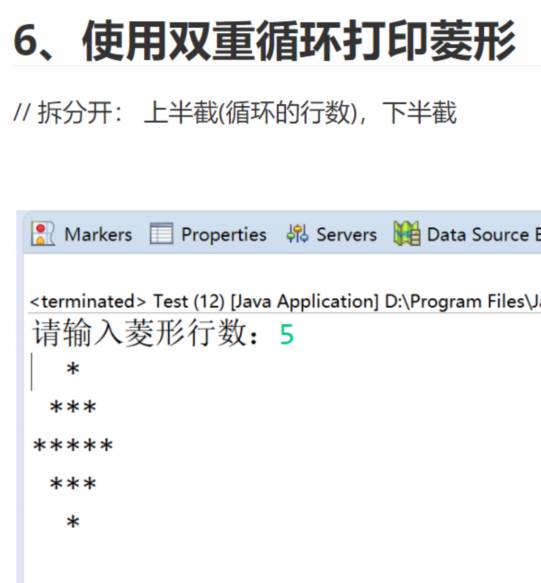 6、使用双重循环打印菱形
// 拆分开： 上半截(循环的行数)，下半截
Markers Properties Servers Data Source E
<terminated> Test (12) [Java Application] D:\Program Files\Ja
请输入菱形行数：5
*
***
*****
***
*